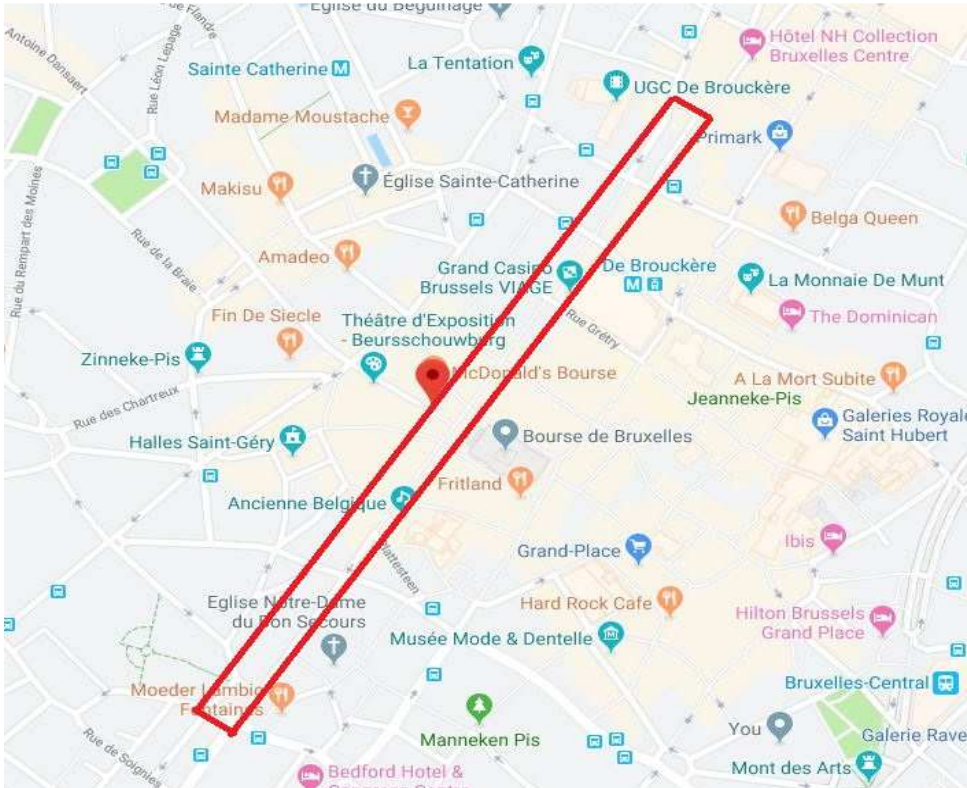 Eglise du Béguinage
de Flandre
Antoine Dansaert
Rue Léon Lepage
Hôtel NH Collection
Bruxelles Centre
La Tentation
Sainte Catherine M
UGC De Brouckère
Madame Moustache
Primark
Église Sainte-Catherine
Makisu
Rue du Rempart des Moines
Rue de la Braie
Belga Queen
Amadeo
Grand Casino
Brussels VIAGE
De Brouckère
M
La Monnaie De Munt
Rue Grétry
Fin De Siecle
Théâtre d'Exposition
- Beursschouwburg
The Dominican
Zinneke-Pis
McDonald's Bourse
A La Mort Subite
Jeanneke-Pis
Rue des Chartreux
Galeries Royale
Saint Hubert
Halles Saint-Géry
Bourse de Bruxelles
Fritland
Ancienne Belgique
Plattesteen
Grand-Place
Ibis
Eglise Notre-Dame
du Bon Secours
Hard Rock Cafe
Hilton Brussels
Grand Place
Musée Mode & Dentelle
Moeder Lambic
Fontainas
Bruxelles-Central
Rue de Soignies
Manneken Pis
You
Galerie Rave
Bedford Hotel &
Mont des Arts